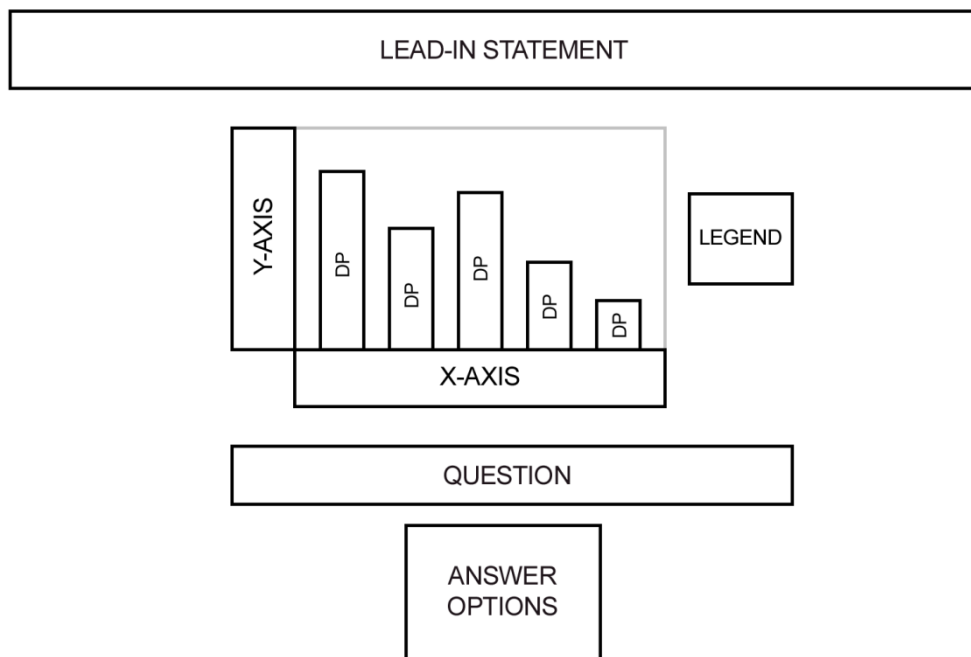 LEAD-IN STATEMENT
Y-AXIS
DP
DP
DP
DP
DP
LEGEND
X-AXIS
QUESTION
ANSWER
OPTIONS